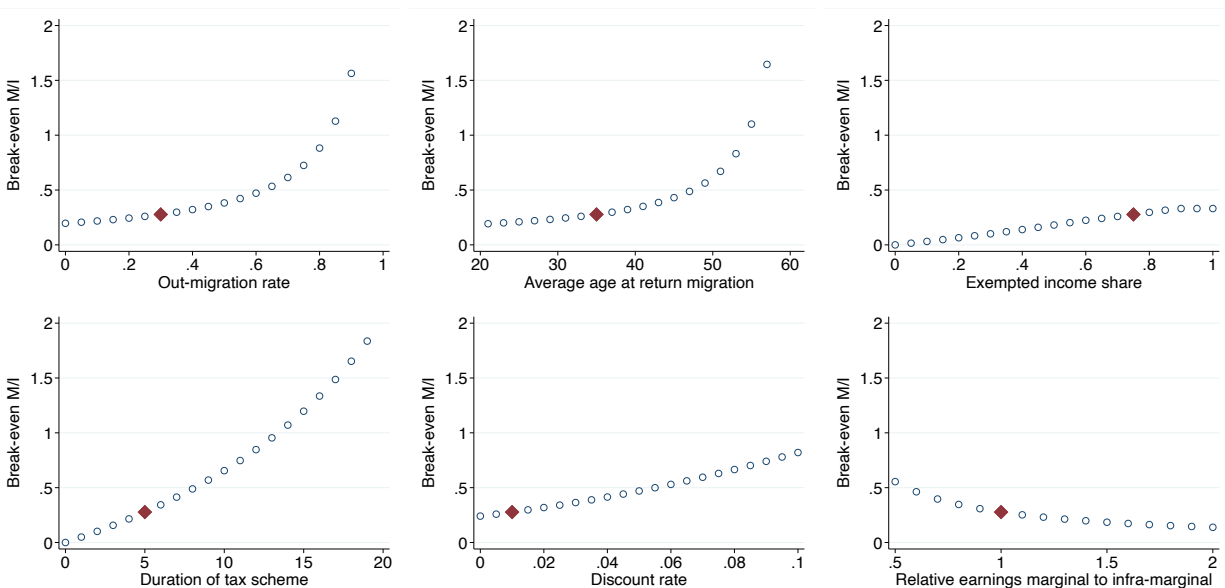 2
1.5
1
.5
0
Break-even M/I
0 .2 .4 .6 .8 1
Out-migration rate
2
1.5
1
.5
0
Break-even M/I
20 30 40 50 60
Average age at return migration
2
1.5
1
.5
0
Break-even M/I
0 .2 .4 .6 .8 1
Exempted income share
2
1.5
1
.5
0
Break-even M/I
0 5 10 15 20
Duration of tax scheme
2
1.5
1
.5
0
Break-even M/I
0 .02 .04 .06 .08 .1
Discount rate
2
1.5
1
.5
0
Break-even M/I
.5 1 1.5 2
Relative earnings marginal to infra-marginal